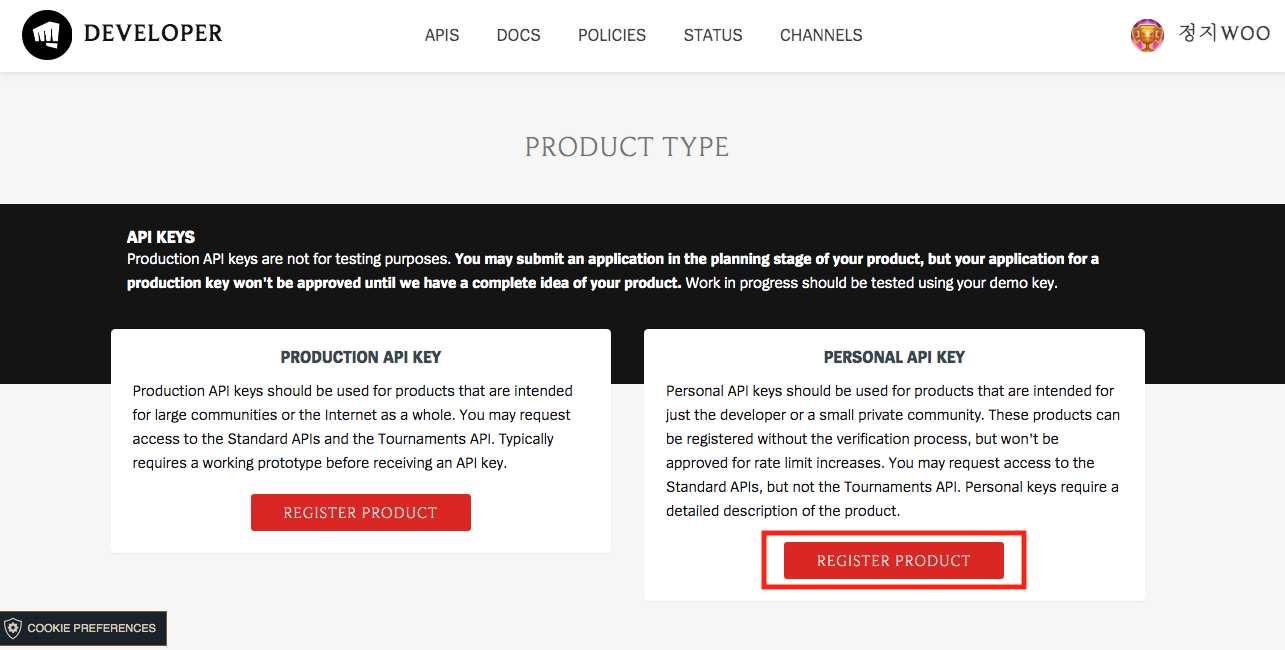 DEVELOPER
APIS DOCS POLICIES STATUS CHANNELS
정지WOO
PRODUCT TYPE
API KEYS
Production API keys are not for testing purposes. You may submit an application in the planning stage of your product, but your application for a
production key won't be approved until we have a complete idea of your product. Work in progress should be tested using your demo key.
PRODUCTION API KEY
Production API keys should be used for products that are intended
for large communities or the Internet as a whole. You may request
access to the Standard APIs and the Tournaments API. Typically
requires a working prototype before receiving an API key.
REGISTER PRODUCT
PERSONAL API KEY
Personal API keys should be used for products that are intended for
just the developer or a small private community. These products can
be registered without the verification process, but won't be
approved for rate limit increases. You may request access to the
Standard APIs, but not the Tournaments API. Personal keys require a
detailed description of the product.
REGISTER PRODUCT
COOKIE PREFERENCES